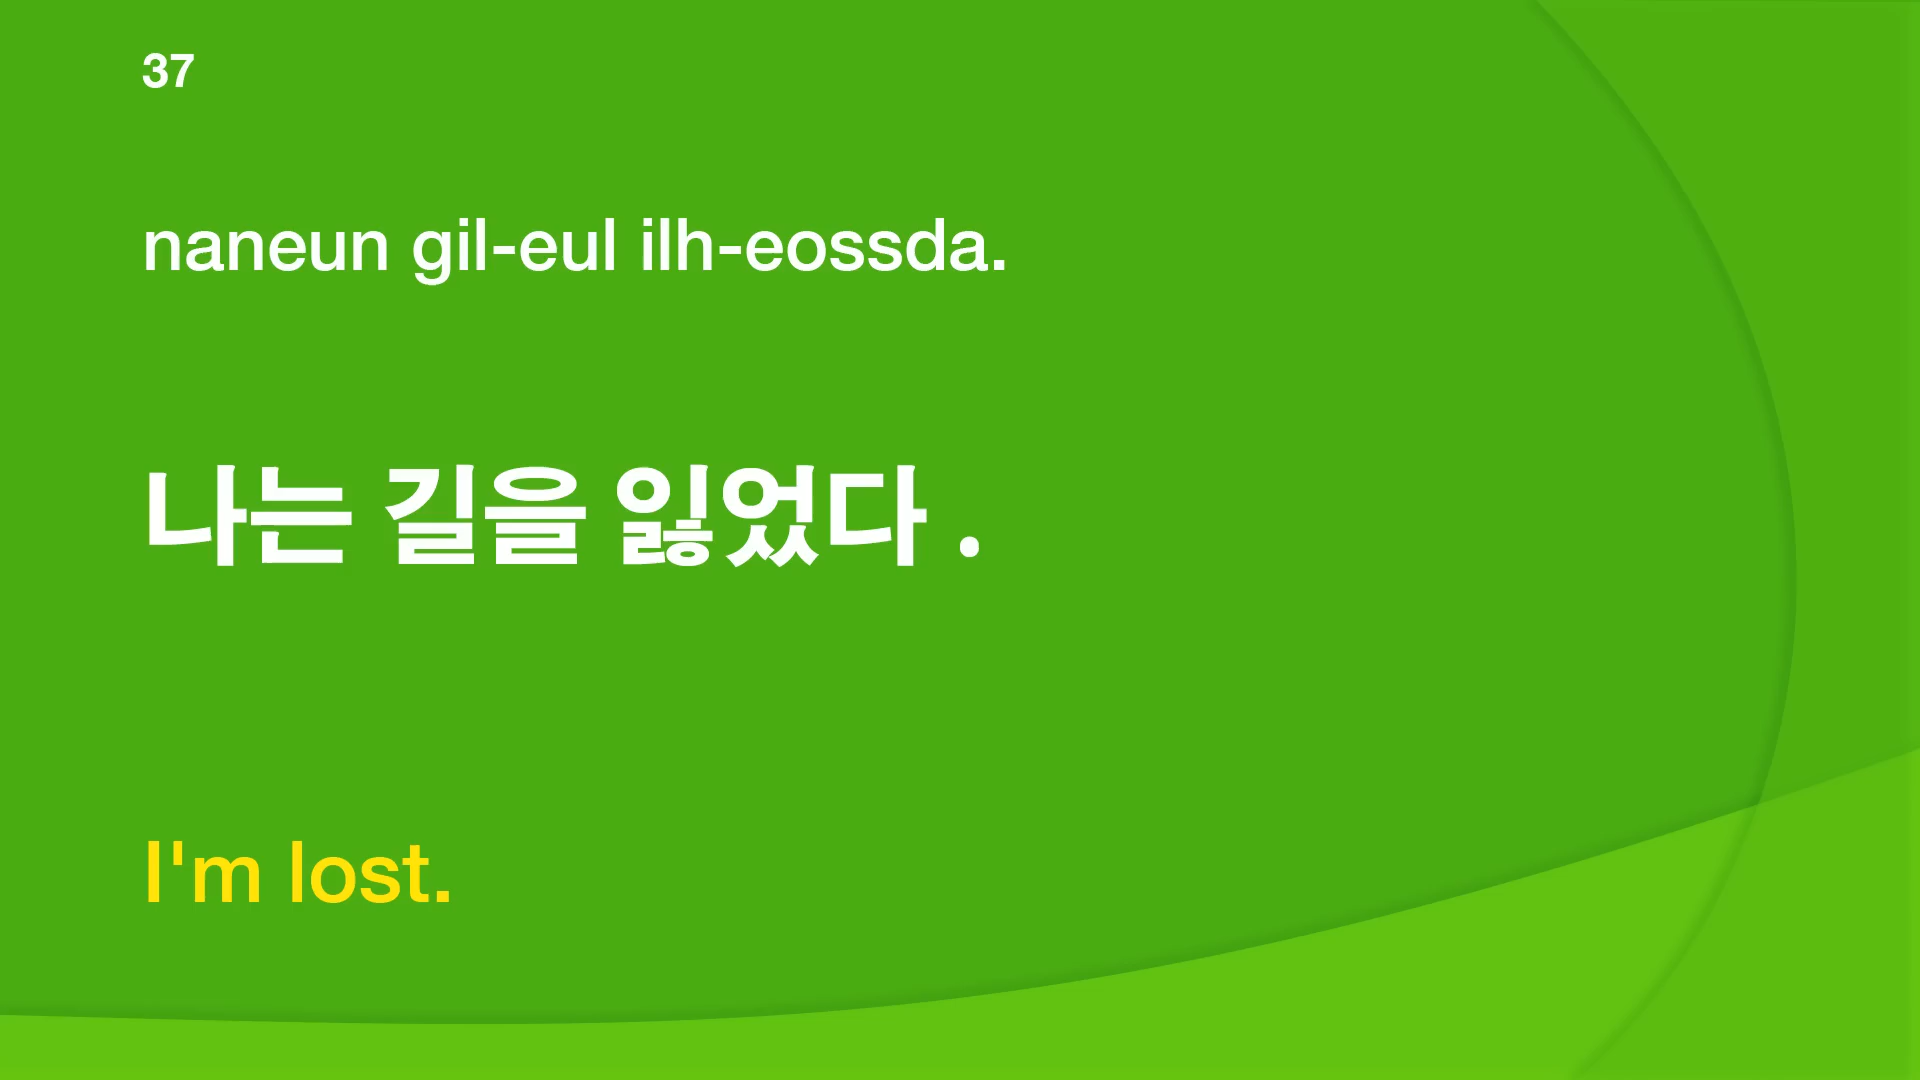 37
naneun gil-eul ilh-eossda.
나는 길을 잃었다 .
I'm lost.